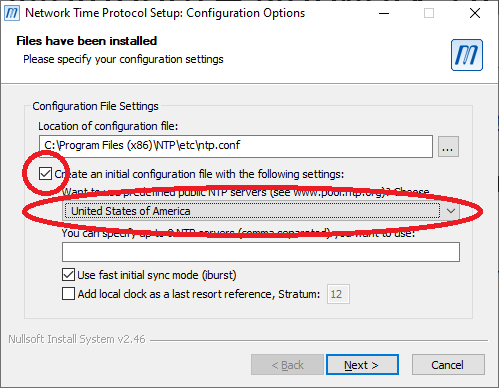 Network Time Protocol Setup: Configuration Options
Files have been installed
Please specify your configuration settings
Configuration File Settings
Location of configuration file:
C:\Program Files (x86)\NTP\etc\ntp.conf
...
Create an initial configuration file with the following settings:
Want to use predefined public NTP servers (see www.pool.ntp.org)? Choose
United States of America
You can specify up to 9 NTP servers (comma separated) you want to use:
Use fast initial sync mode (iburst)
Add local clock as a last resort reference, Stratum: 12
Nullsoft Install System v2.46
< Back
Next >
Cancel